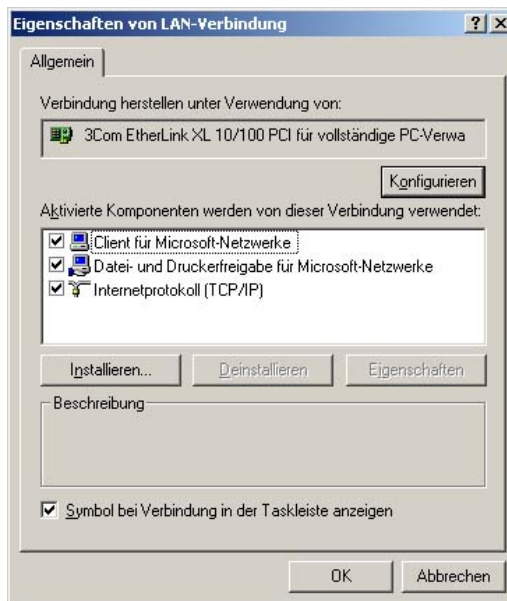 Eigenschaften von LAN-Verbindung
Allgemein
Verbindung herstellen unter Verwendung von:
3Com EtherLink XL 10/100 PCI für vollständige PC-Verwa
Konfigurieren
Aktivierte Komponenten werden von dieser Verbindung verwendet:
Client für Microsoft-Netzwerke
Datei- und Druckerfreigabe für Microsoft-Netzwerke
Internetprotokoll (TCP/IP)
Installieren... Deinstallieren Eigenschaften
Beschreibung
Symbol bei Verbindung in der Taskleiste anzeigen
OK Abbrechen